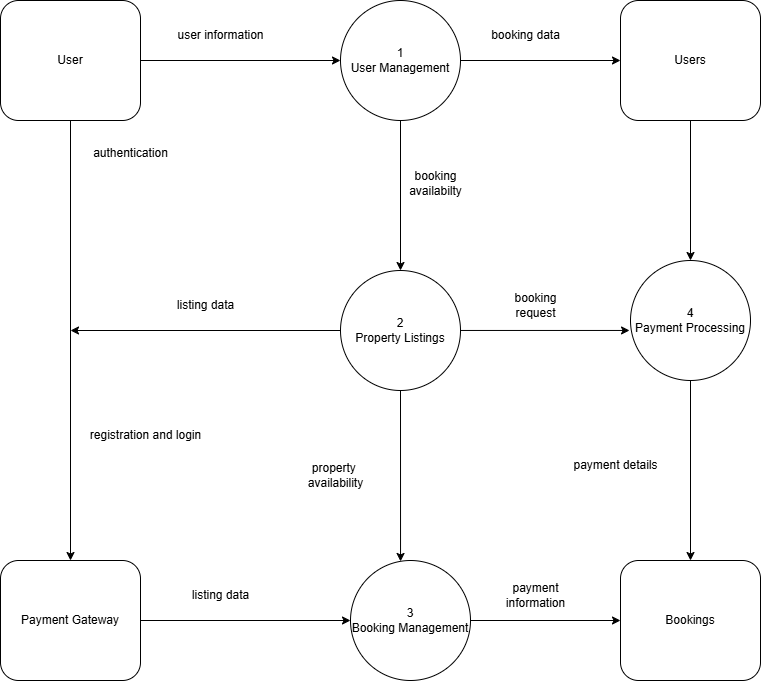 User
user information
1
User Management
booking data
Users
authentication
booking
availabilty
listing data
2
Property Listings
booking
request
4
Payment Processing
registration and login
property
availability
payment details
Payment Gateway
listing data
3
Booking Management
payment
information
Bookings